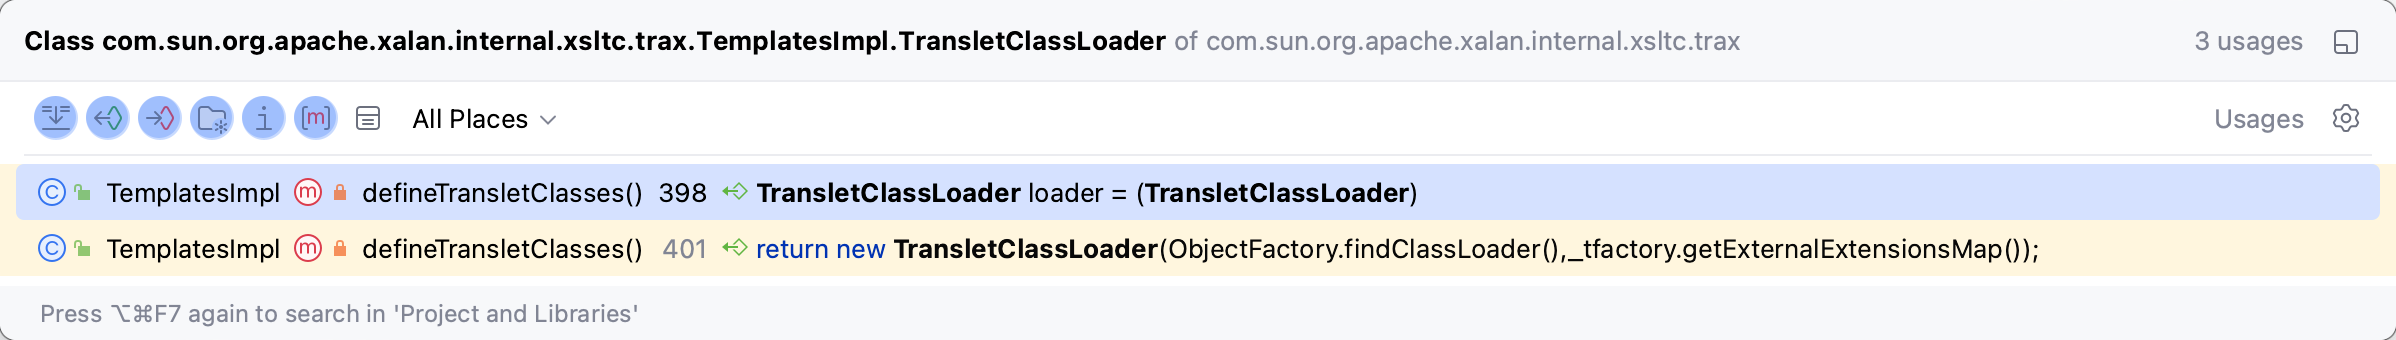 Class com.sun.org.apache.xalan.internal.xsltc.trax.TemplatesImpl.TransletClassLoader of com.sun.org.apache.xalan.internal.xsltc.trax 3 usages
All Places Usages
TemplatesImpl defineTransletClasses() 398 TransletClassLoader loader = (TransletClassLoader)
TemplatesImpl defineTransletClasses() 401 return new TransletClassLoader(ObjectFactory.findClassLoader(),_tfactory.getExternalExtensionsMap());
Press ⌥⌘F7 again to search in 'Project and Libraries'